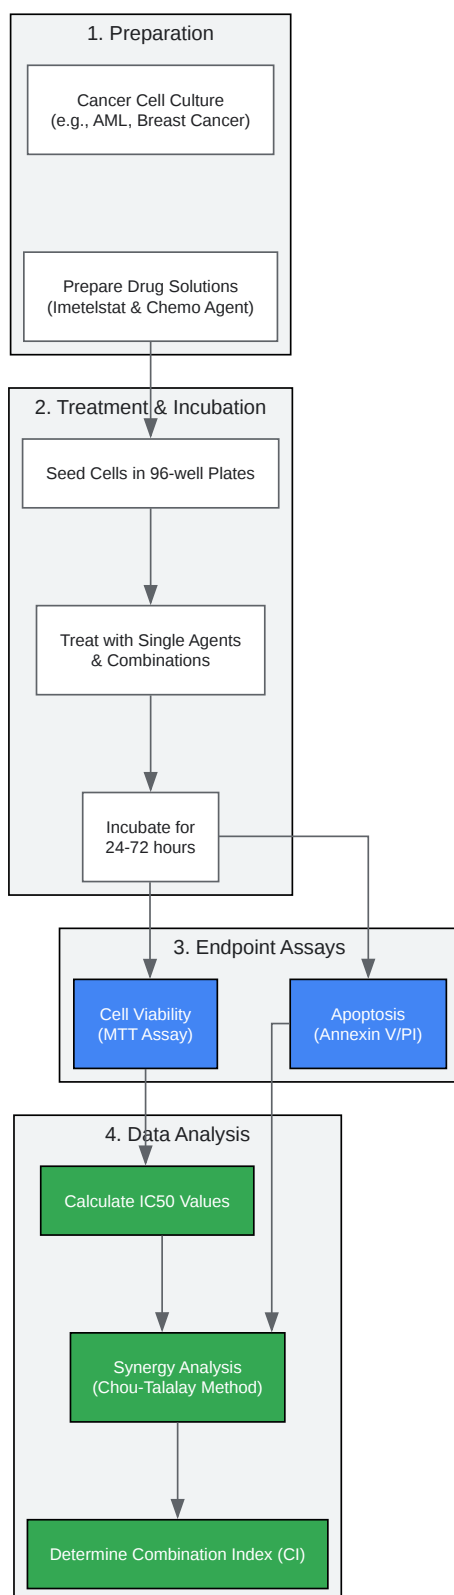 1. Preparation
Cancer Cell Culture
(e.g., AML, Breast Cancer)
Prepare Drug Solutions
(Imetelstat & Chemo Agent)
2. Treatment & Incubation
Seed Cells in 96-well Plates
Treat with Single Agents
& Combinations
Incubate for
24-72 hours
3. Endpoint Assays
Cell Viability
(MTT Assay)
Apoptosis
(Annexin V/PI)
4. Data Analysis
Calculate IC50 Values
Synergy Analysis
(Chou-Talalay Method)
Determine Combination Index (CI)